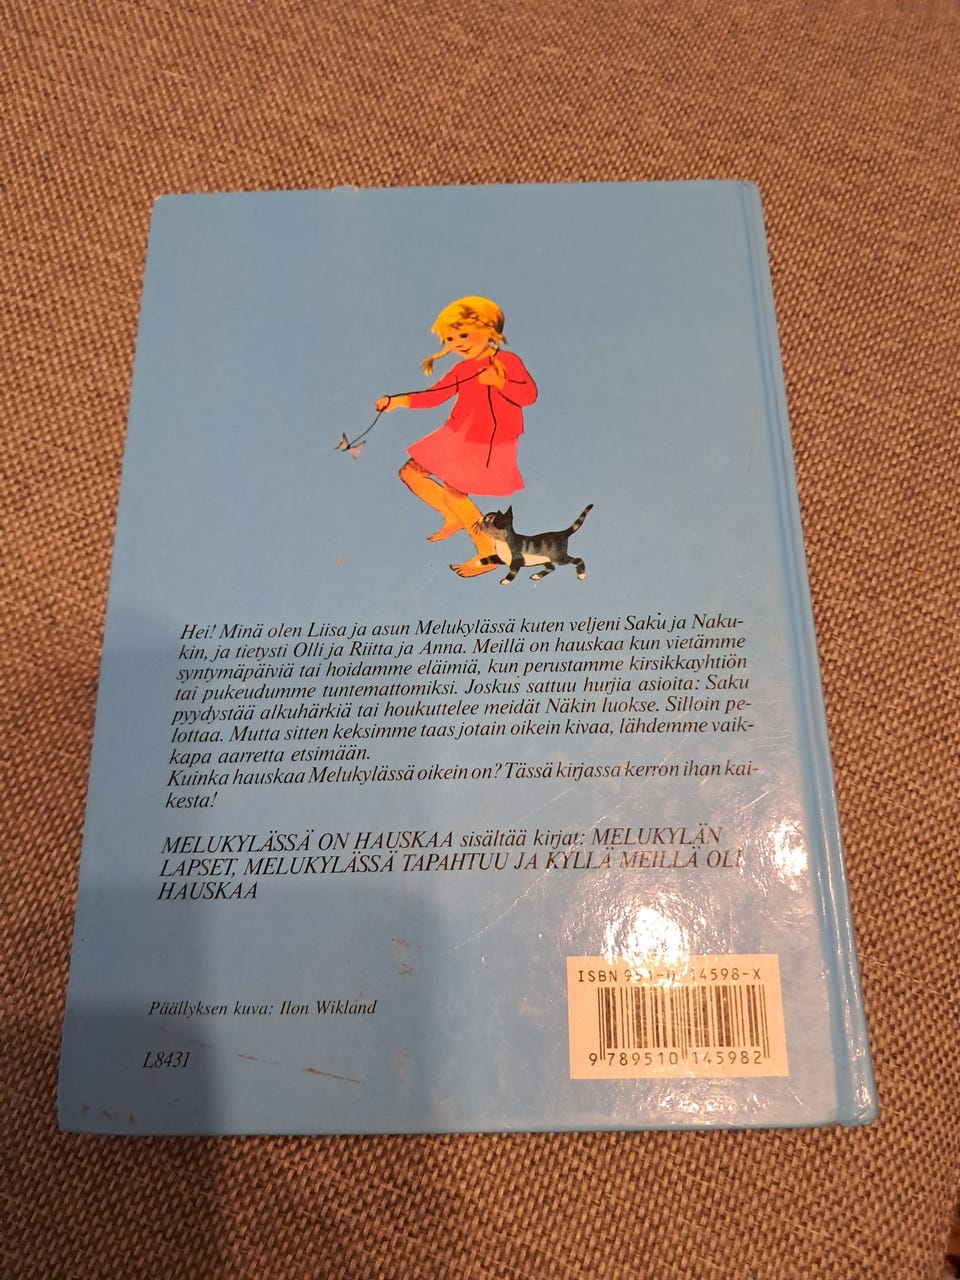 Hei! Minä olen Liisa ja asun Melukylässä kuten veljeni Saku ja Naku-
kin, ja tietysti Olli ja Riitta ja Anna. Meillä on hauskaa kun vietämme
syntymäpäiviä tai hoidamme eläimiä, kun perustamme kirsikkayhtiön
tai pukeudumme tuntemattomiksi. Joskus sattuu hurjia asioita: Saku
pyydystää alkuhärkiä tai houkuttelee meidät Näkin luokse. Silloin pe-
lottaa. Mutta sitten keksimme taas jotain oikein kivaa, lähdemme vaik-
kapa aarretta etsimään.
Kuinka hauskaa Melukylässä oikein on? Tässä kirjassa kerron ihan kai-
kesta!
MELUKYLÄSSÄ ON HAUSKAA sisältää kirjat: MELUKYLÄN
LAPSET, MELUKYLÄSSÄ TAPAHTUU JA KYLLÄ MEILLÄ OLI
HAUSKAA
ISBN 951-0-14598-X
Päällyksen kuva: Ilon Wikland
9 789510 145982
L8431